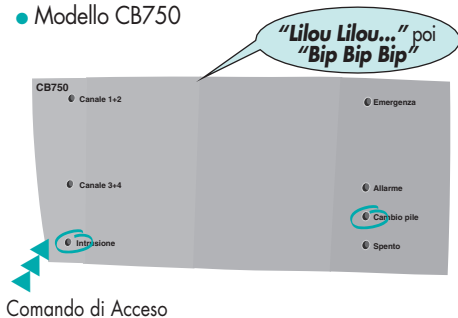 • Modello CB750
"Lilou Lilou..." poi
"Bip Bip Bip"
CB750
Canale 1+2
Emergenza
Canale 3+4
Allarme
Cambio pile
Intrusione
Spento
Comando di Acceso